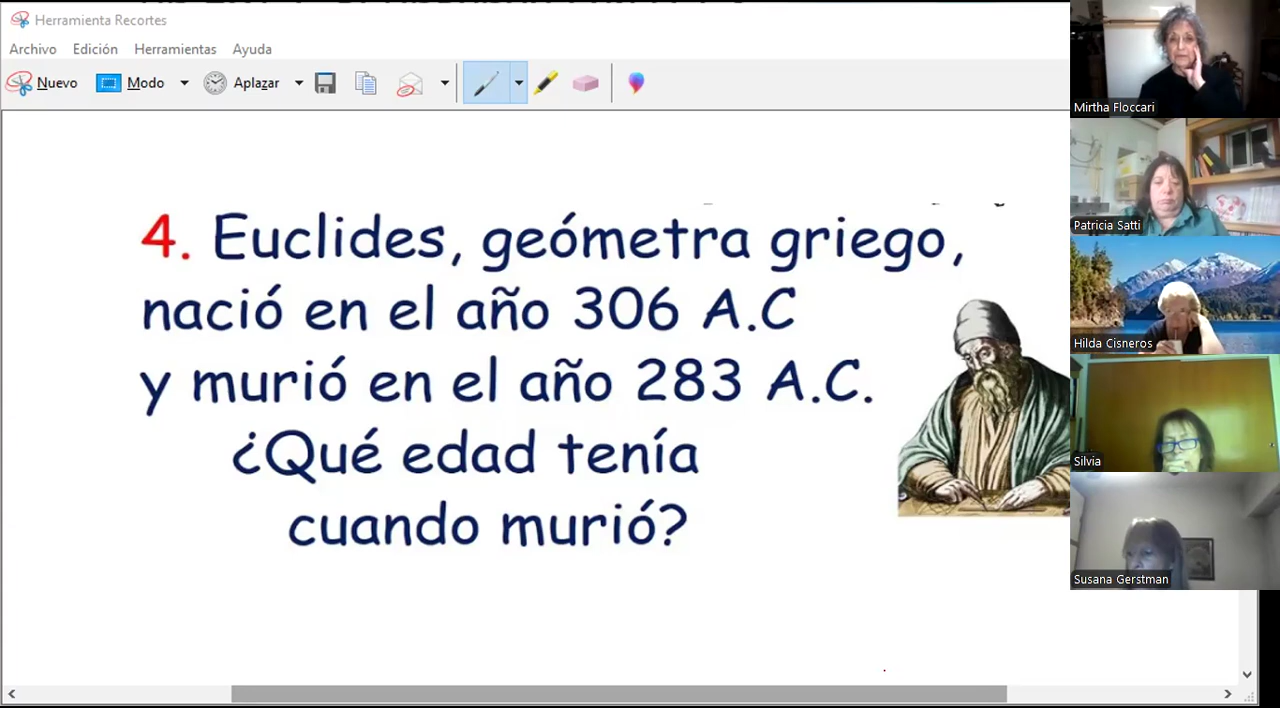 Herramienta Recortes
Archivo Edición Herramientas Ayuda
Nuevo Modo Aplazar
4. Euclides, geómetra griego,
nació en el año 306 A.C
y murió en el año 283 A.C.
¿Qué edad tenía
cuando murió?
Mirtha Floccari
Patricia Satti
Hilda Cisneros
Silvia
Susana Gerstman